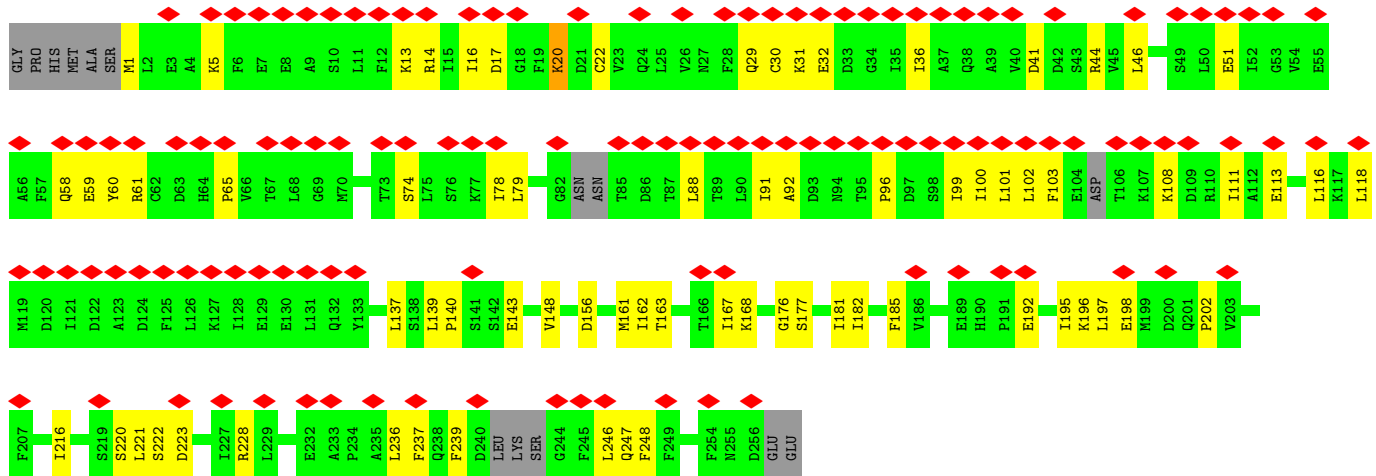 GLY PRO HIS MET ALA SER M1 L2 E3 A4 K5 F6 E7 E8 A9 S10 L11 F12 K13 R14 I15 I16 D17 G18 F19 K20 D21 C22 V23 Q24 L25 V26 N27 F28 Q29 C30 K31 E32 D33 G34 I35 I36 A37 Q38 A39 V40 D41 D42 S43 R44 V45 L46 S49 L50 E51 I52 G53 V54 E55
A56 F57 Q58 E59 Y60 R61 C62 D63 H64 P65 V66 T67 L68 G69 M70 T73 S74 L75 S76 K77 I78 L79 G82 ASN ASN T85 D86 T87 L88 T89 L90 I91 A92 D93 N94 T95 P96 D97 S98 I99 I100 L101 L102 F103 E104 ASP T106 K107 K108 D109 R110 I111 A112 E113 L116 K117 L118
M119 D120 I121 D122 A123 D124 F125 L126 K127 I128 E129 E130 L131 Q132 Y133 L137 S138 L139 P140 S141 S142 E143 V148 D156 M161 I162 T163 T166 I167 K168 G176 S177 I181 I182 F185 V186 E189 H190 P191 E192 I195 K196 L197 E198 M199 D200 Q201 P202 V203
F207 I216 S219 S220 L221 S222 D223 I227 R228 L229 E232 A233 P234 A235 L236 F237 Q238 F239 D240 LEU LYS SER G244 F245 L246 Q247 F248 F249 F254 N255 D256 GLU GLU